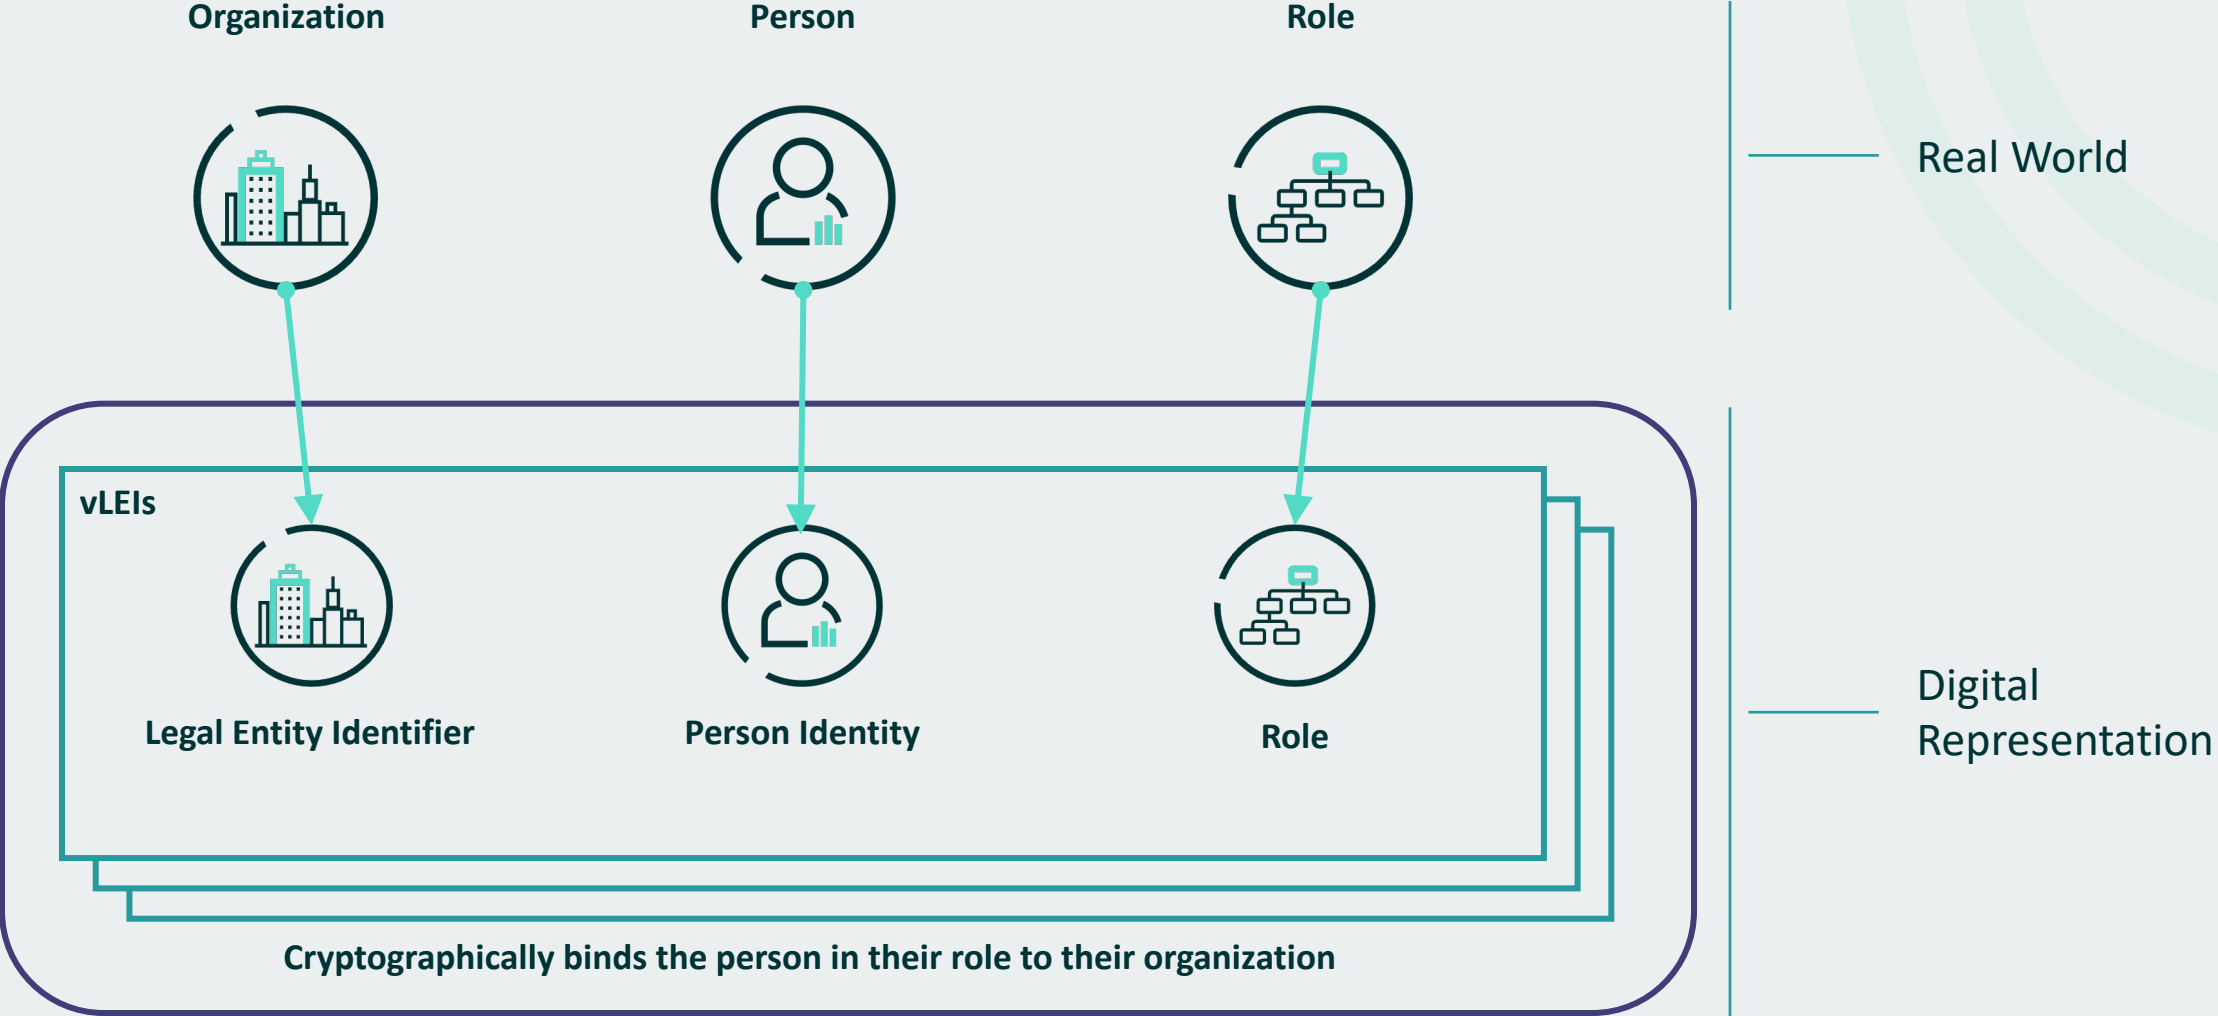 Organization
Person
Role
Real World
vLEIs
Legal Entity Identifier
Person Identity
Role
Digital
Representation
Cryptographically binds the person in their role to their organization